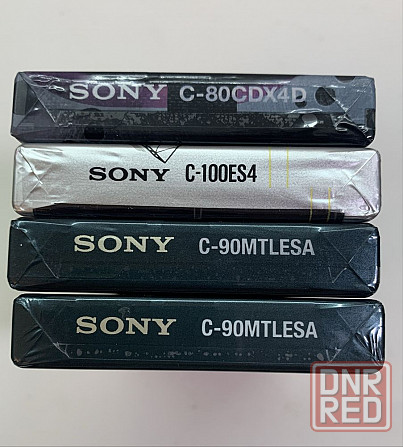 SONY C-80CDX4D
SONY C-100ES4
SONY C-90MTLESA
SONY C-90MTLESA
DNR
RED